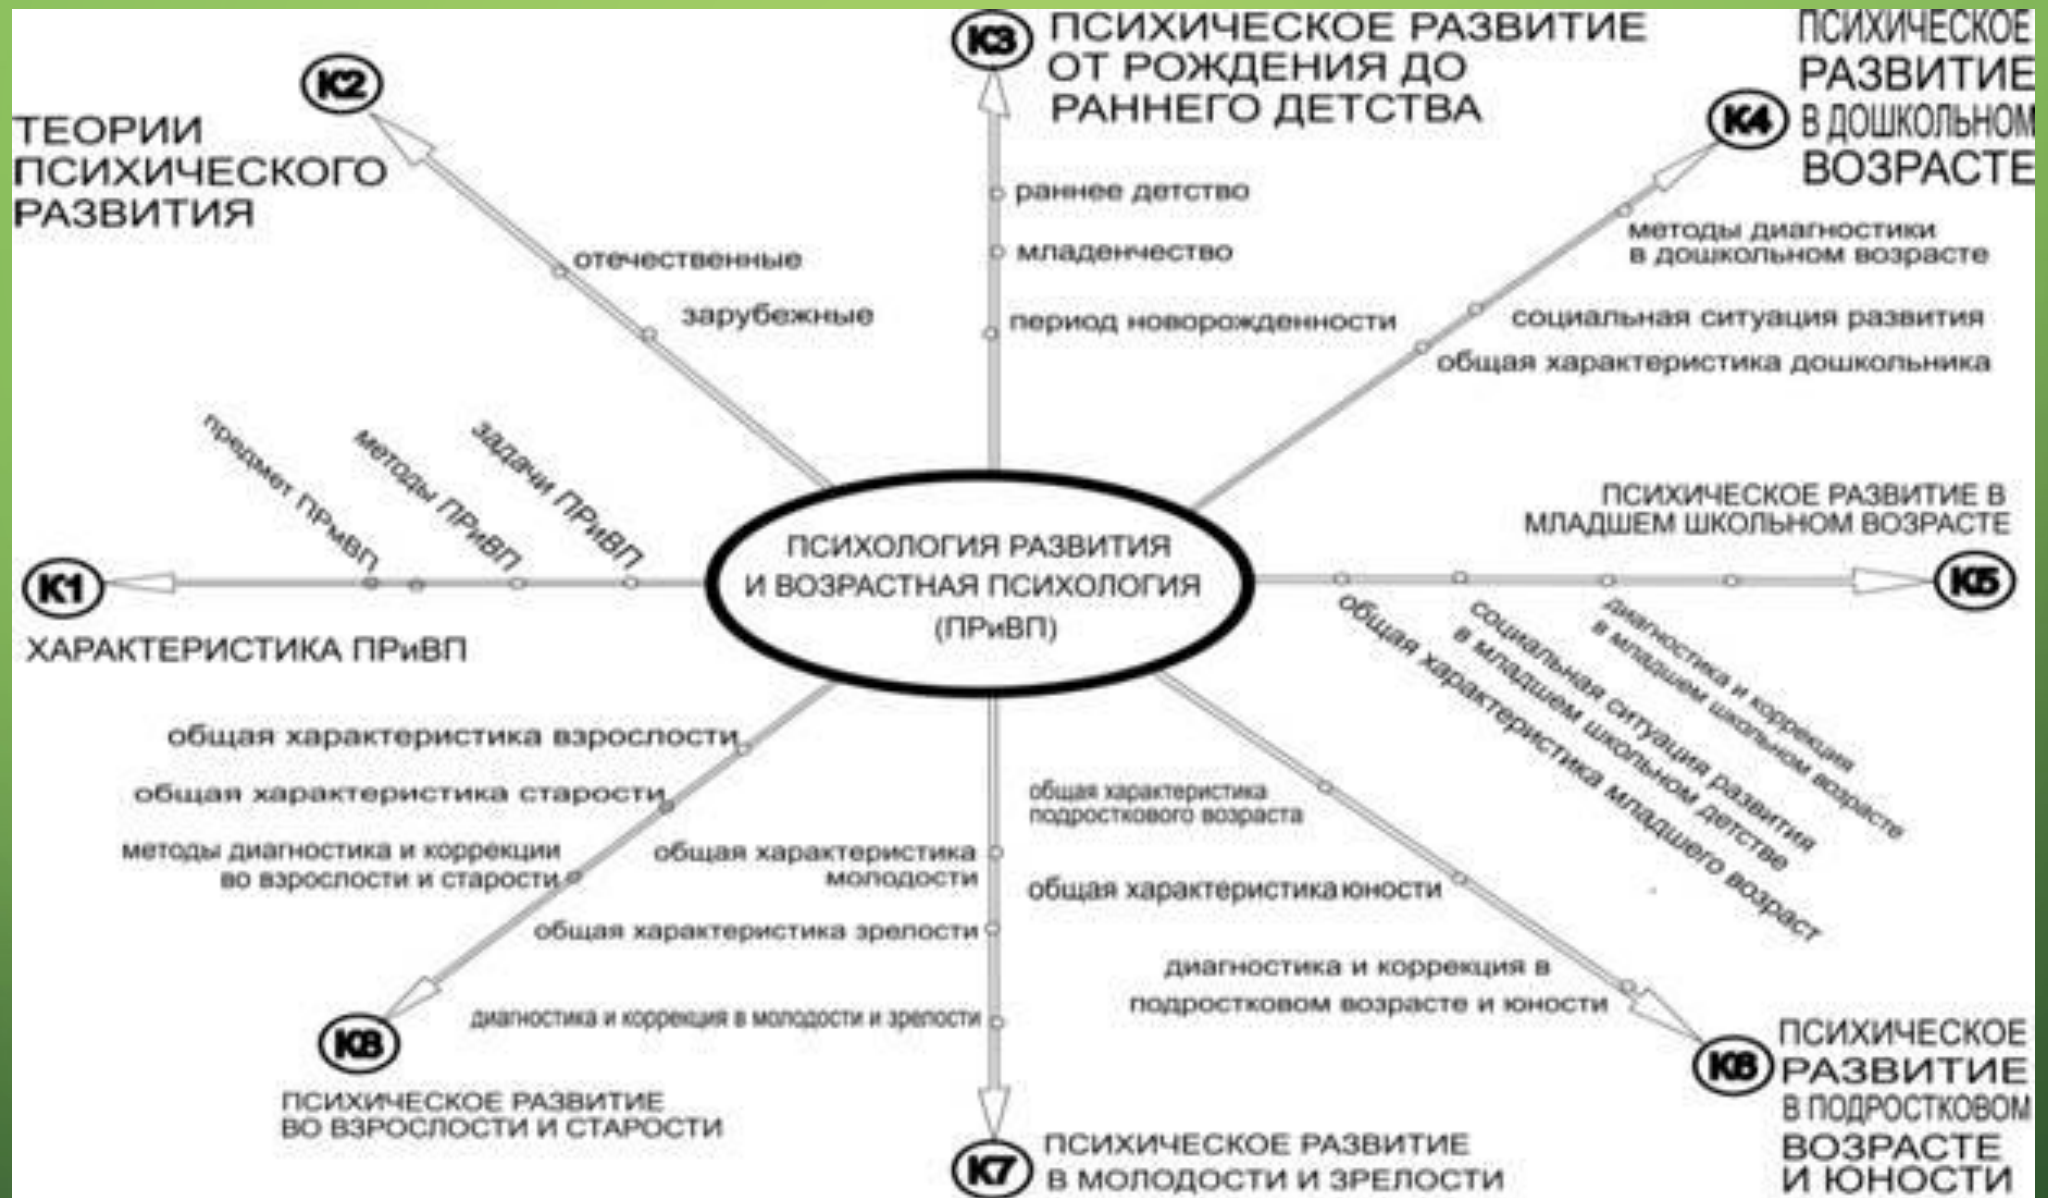 К1
ХАРАКТЕРИСТИКА ПРиВП
предмет ПРмВП
методы ПРиВП
задачи ПРиВП
К2
ТЕОРИИ
ПСИХИЧЕСКОГО
РАЗВИТИЯ
отечественные
зарубежные
К3
ПСИХИЧЕСКОЕ РАЗВИТИЕ
ОТ РОЖДЕНИЯ ДО
РАННЕГО ДЕТСТВА
раннее детство
младенчество
период новорожденности
К4
ПСИХИЧЕСКОЕ
РАЗВИТИЕ
В ДОШКОЛЬНОМ
ВОЗРАСТЕ
методы диагностики
в дошкольном возрасте
социальная ситуация развития
общая характеристика дошкольника
ПСИХОЛОГИЯ РАЗВИТИЯ
И ВОЗРАСТНАЯ ПСИХОЛОГИЯ
(ПРиВП)
ПСИХИЧЕСКОЕ РАЗВИТИЕ В
МЛАДШЕМ ШКОЛЬНОМ ВОЗРАСТЕ
К5
общая характеристика младшего возраст
социальная ситуация развития
в младшем школьном детстве
диагностика и коррекция
в младшем школьном возрасте
общая характеристика
подросткового возраста
общая характеристика юности
диагностика и коррекция в
подростковом возрасте и юности
К6
ПСИХИЧЕСКОЕ
РАЗВИТИЕ
В ПОДРОСТКОВОМ
ВОЗРАСТЕ
И ЮНОСТИ
общая характеристика
молодости
общая характеристика зрелости
диагностика и коррекция в молодости и зрелости
К7
ПСИХИЧЕСКОЕ РАЗВИТИЕ
В МОЛОДОСТИ И ЗРЕЛОСТИ
общая характеристика взрослости
общая характеристика старости
методы диагностика и коррекции
во взрослости и старости
К8
ПСИХИЧЕСКОЕ РАЗВИТИЕ
ВО ВЗРОСЛОСТИ И СТАРОСТИ